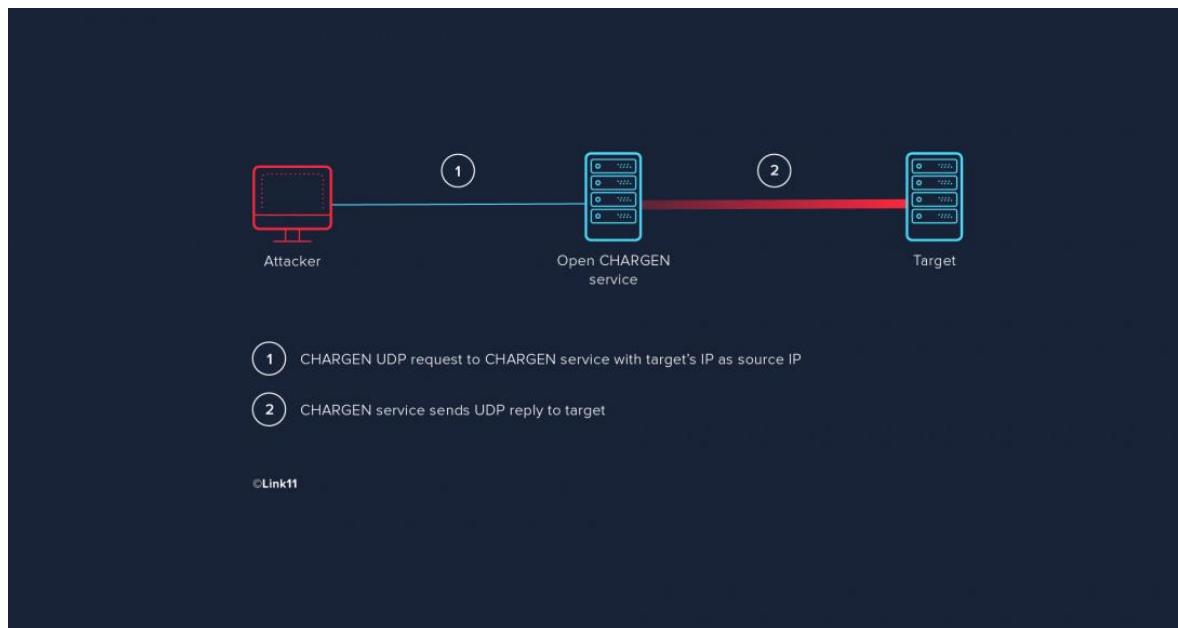 1
2
Attacker
Open CHARGEN
service
Target
1 CHARGEN UDP request to CHARGEN service with target's IP as source IP
2 CHARGEN service sends UDP reply to target
©Link11